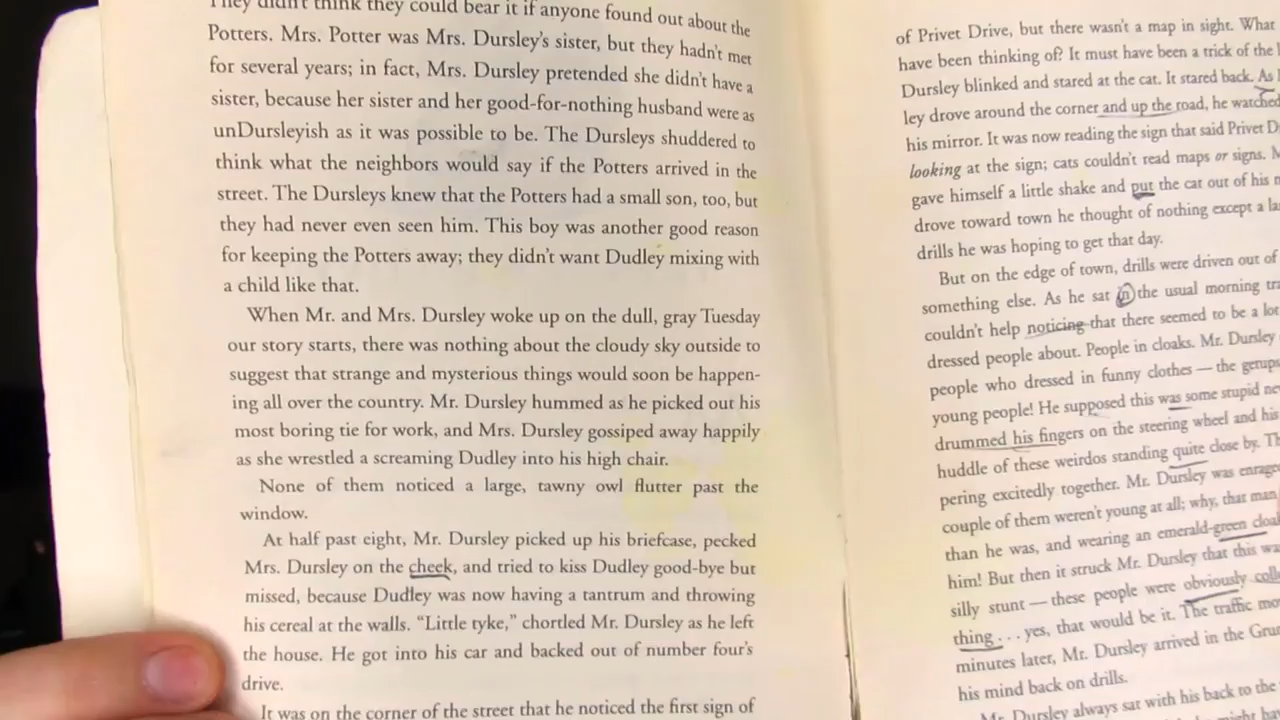 They didn't think they could bear it if anyone found out about the
Potters. Mrs. Potter was Mrs. Dursley's sister, but they hadn't met
for several years; in fact, Mrs. Dursley pretended she didn't have a
sister, because her sister and her good-for-nothing husband were as
unDursleyish as it was possible to be. The Dursleys shuddered to
think what the neighbors would say if the Potters arrived in the
street. The Dursleys knew that the Potters had a small son, too, but
they had never even seen him. This boy was another good reason
for keeping the Potters away; they didn't want Dudley mixing with
a child like that.
When Mr. and Mrs. Dursley woke up on the dull, gray Tuesday
our story starts, there was nothing about the cloudy sky outside to
suggest that strange and mysterious things would soon be happen-
ing all over the country. Mr. Dursley hummed as he picked out his
most boring tie for work, and Mrs. Dursley gossiped away happily
as she wrestled a screaming Dudley into his high chair.
None of them noticed a large, tawny owl flutter past the
window.
At half past eight, Mr. Dursley picked up his briefcase, pecked
Mrs. Dursley on the cheek, and tried to kiss Dudley good-bye but
missed, because Dudley was now having a tantrum and throwing
his cereal at the walls. “Little tyke,” chortled Mr. Dursley as he left
the house. He got into his car and backed out of number four's
drive.
It was on the corner of the street that he noticed the first sign of
of Privet Drive, but there wasn't a map in sight. What
have been thinking of? It must have been a trick of the
Dursley blinked and stared at the cat. It stared back. As
ley drove around the corner and up the road, he watched
his mirror. It was now reading the sign that said Privet D
looking at the sign; cats couldn't read maps or signs.
gave himself a little shake and put the cat out of his
drove toward town he thought of nothing except a
drills he was hoping to get that day.
But on the edge of town, drills were driven out of
something else. As he sat in the usual morning
couldn't help noticing that there seemed to be a lot
dressed people about. People in cloaks. Mr. Dursley
people who dressed in funny clothes — the
young people! He supposed this was some stupid
drummed his fingers on the steering wheel and his
huddle of these weirdos standing quite close by.
pering excitedly together. Mr. Dursley was
couple of them weren't young at all; why, that man
than he was, and wearing an emerald-green
him! But then it struck Mr. Dursley that this
silly stunt — these people were obviously
thing . . . yes, that would be it. The traffic
minutes later, Mr. Dursley arrived in the
his mind back on drills.
Mr. Dursley always sat with his back to the